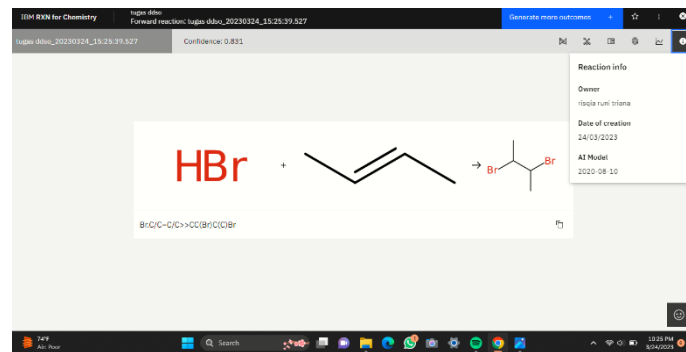 IBM RXN for Chemistry
tugas ddso
Forward reaction: tugas ddso_20230324_15:25:39.527
Generate more outcomes +
tugas ddso_20230324_15:25:39.527
Confidence: 0.831
Reaction info
Owner
risqia runi triana
Date of creation
24/03/2023
AI Model
2020-08-10
HBr + → Br Br
Br.C/C=C/C>>CC(Br)C(C)Br
74°F
Air: Poor
Search
10:25 PM
3/24/2023